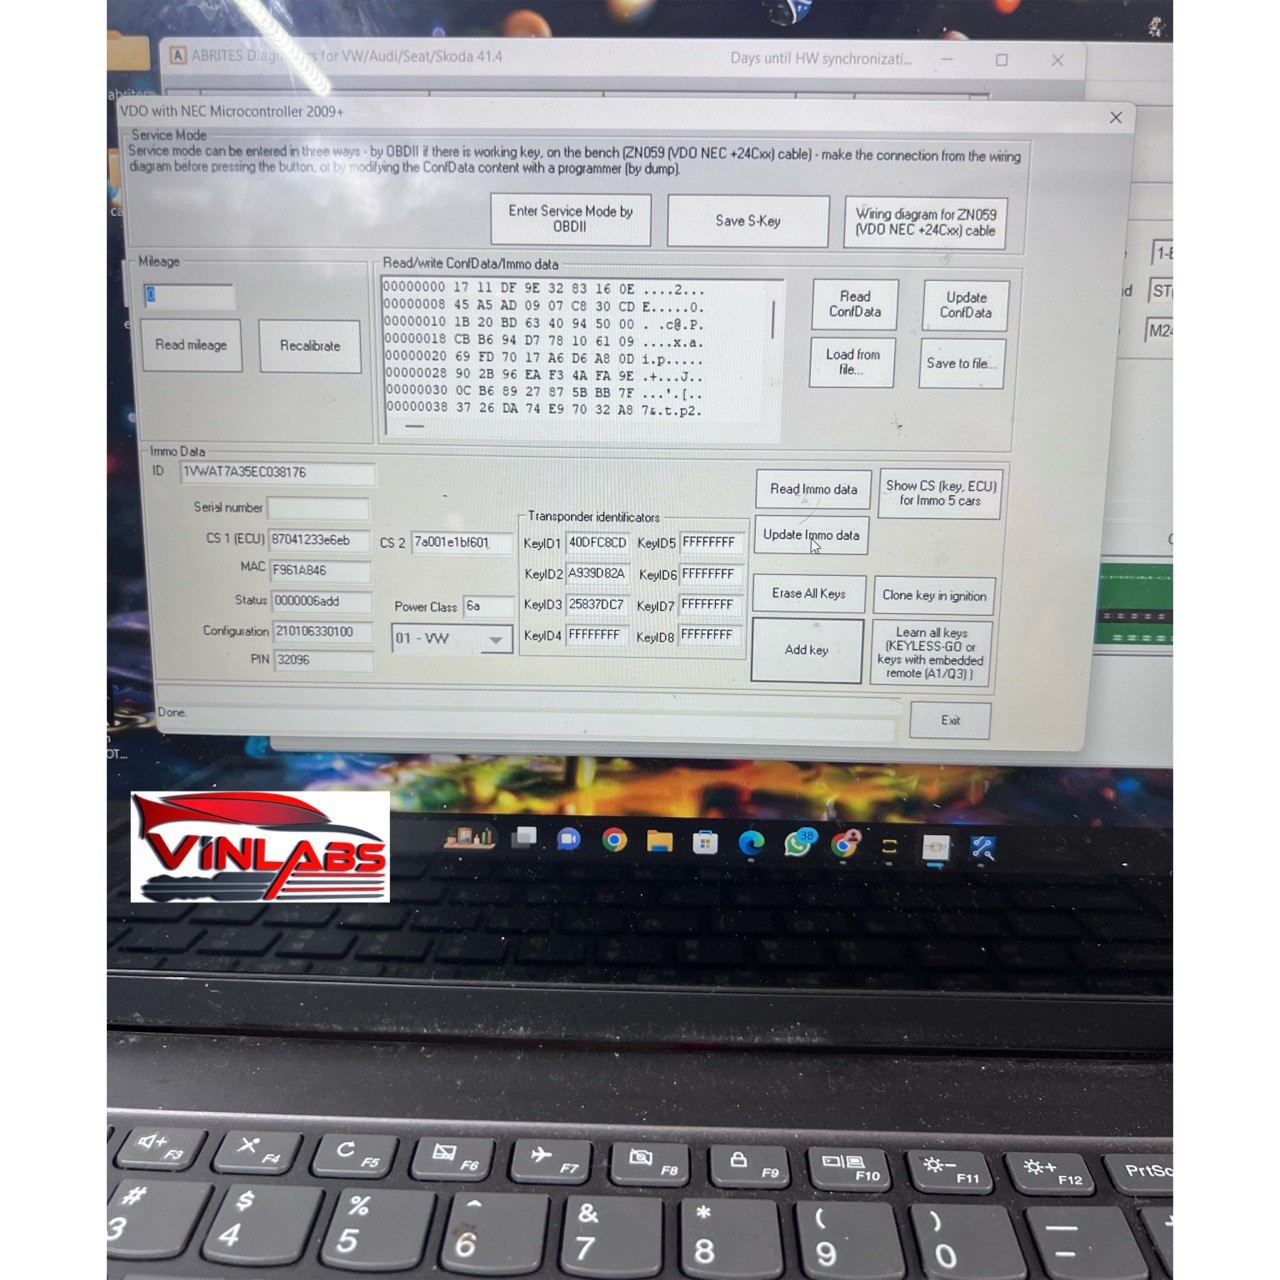 ABRITES Diag rs for VW/Audi/Seat/Skoda 41.4
Days until HW synchronizati...
VDO with NEC Microcontroller 2009+
Service Mode
Service mode can be entered in three ways - by OBDII if there is working key, on the bench (ZN059 (VDO NEC +24Cxx) cable) - make the connection from the wiring
diagram before pressing the button, or by modifying the ConfData content with a programmer (by dump).
Enter Service Mode by
OBDII
Save S-Key
Wiring diagram for ZN059
(VDO NEC +24Cxx) cable
Mileage
0
Read mileage
Recalibrate
Read/write ConfData/Immo data
00000000 17 11 DF 9E 32 83 16 0E ....2...
00000008 45 A5 AD 09 07 C8 30 CD E.....0.
00000010 1B 20 BD 63 40 94 50 00 . .c@.P.
00000018 CB B6 94 D7 78 10 61 09 ....x.a.
00000020 69 FD 70 17 A6 D6 A8 0D i.p.....
00000028 90 2B 96 EA F3 4A FA 9E .+...J..
00000030 0C B6 89 27 87 5B BB 7F ...'.[..
00000038 37 26 DA 74 E9 70 32 A8 7&.t.p2.
Read
ConfData
Update
ConfData
Load from
file...
Save to file...
Immo Data
ID 1VWAT7A35EC038176
Serial number
CS 1 (ECU) 87041233e6eb
CS 2 7a001e1bf601
MAC F961A846
Status 0000006add
Power Class 6a
Configuration 210106330100
01 - VW
PIN 32096
Transponder identificators
KeyID1 40DFC8CD KeyID5 FFFFFFFF
KeyID2 A939D82A KeyID6 FFFFFFFF
KeyID3 25837DC7 KeyID7 FFFFFFFF
KeyID4 FFFFFFFF KeyID8 FFFFFFFF
Read Immo data
Show CS (key, ECU)
for Immo 5 cars
Update Immo data
Erase All Keys
Clone key in ignition
Add key
Learn all keys
(KEYLESS-GO or
keys with embedded
remote (A1/Q3) )
Done.
Exit
38
VINLABS
F3 F4 F5 F6 F7 F8 F9 F10 F11 F12 PrtSc
# $ % ^ & * ( )
3 4 5 6 7 8 9 0 -